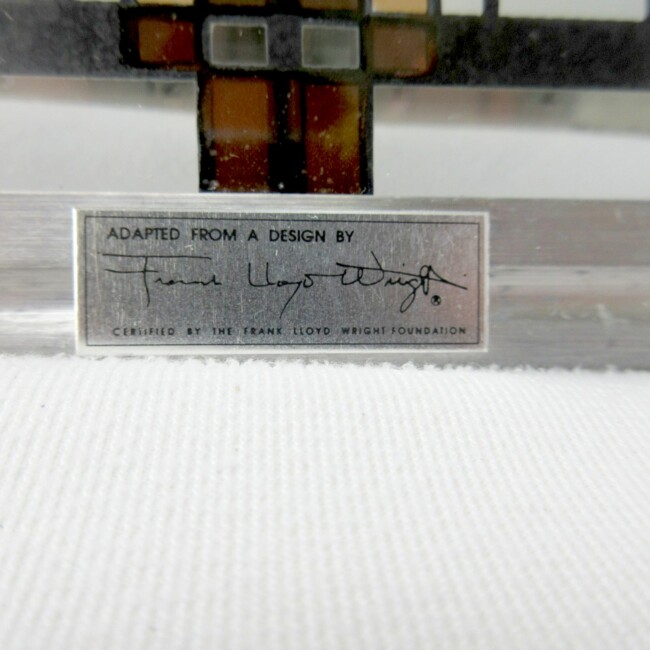 ADAPTED FROM A DESIGN BY
Frank Lloyd Wright ®
CERTIFIED BY THE FRANK LLOYD WRIGHT FOUNDATION